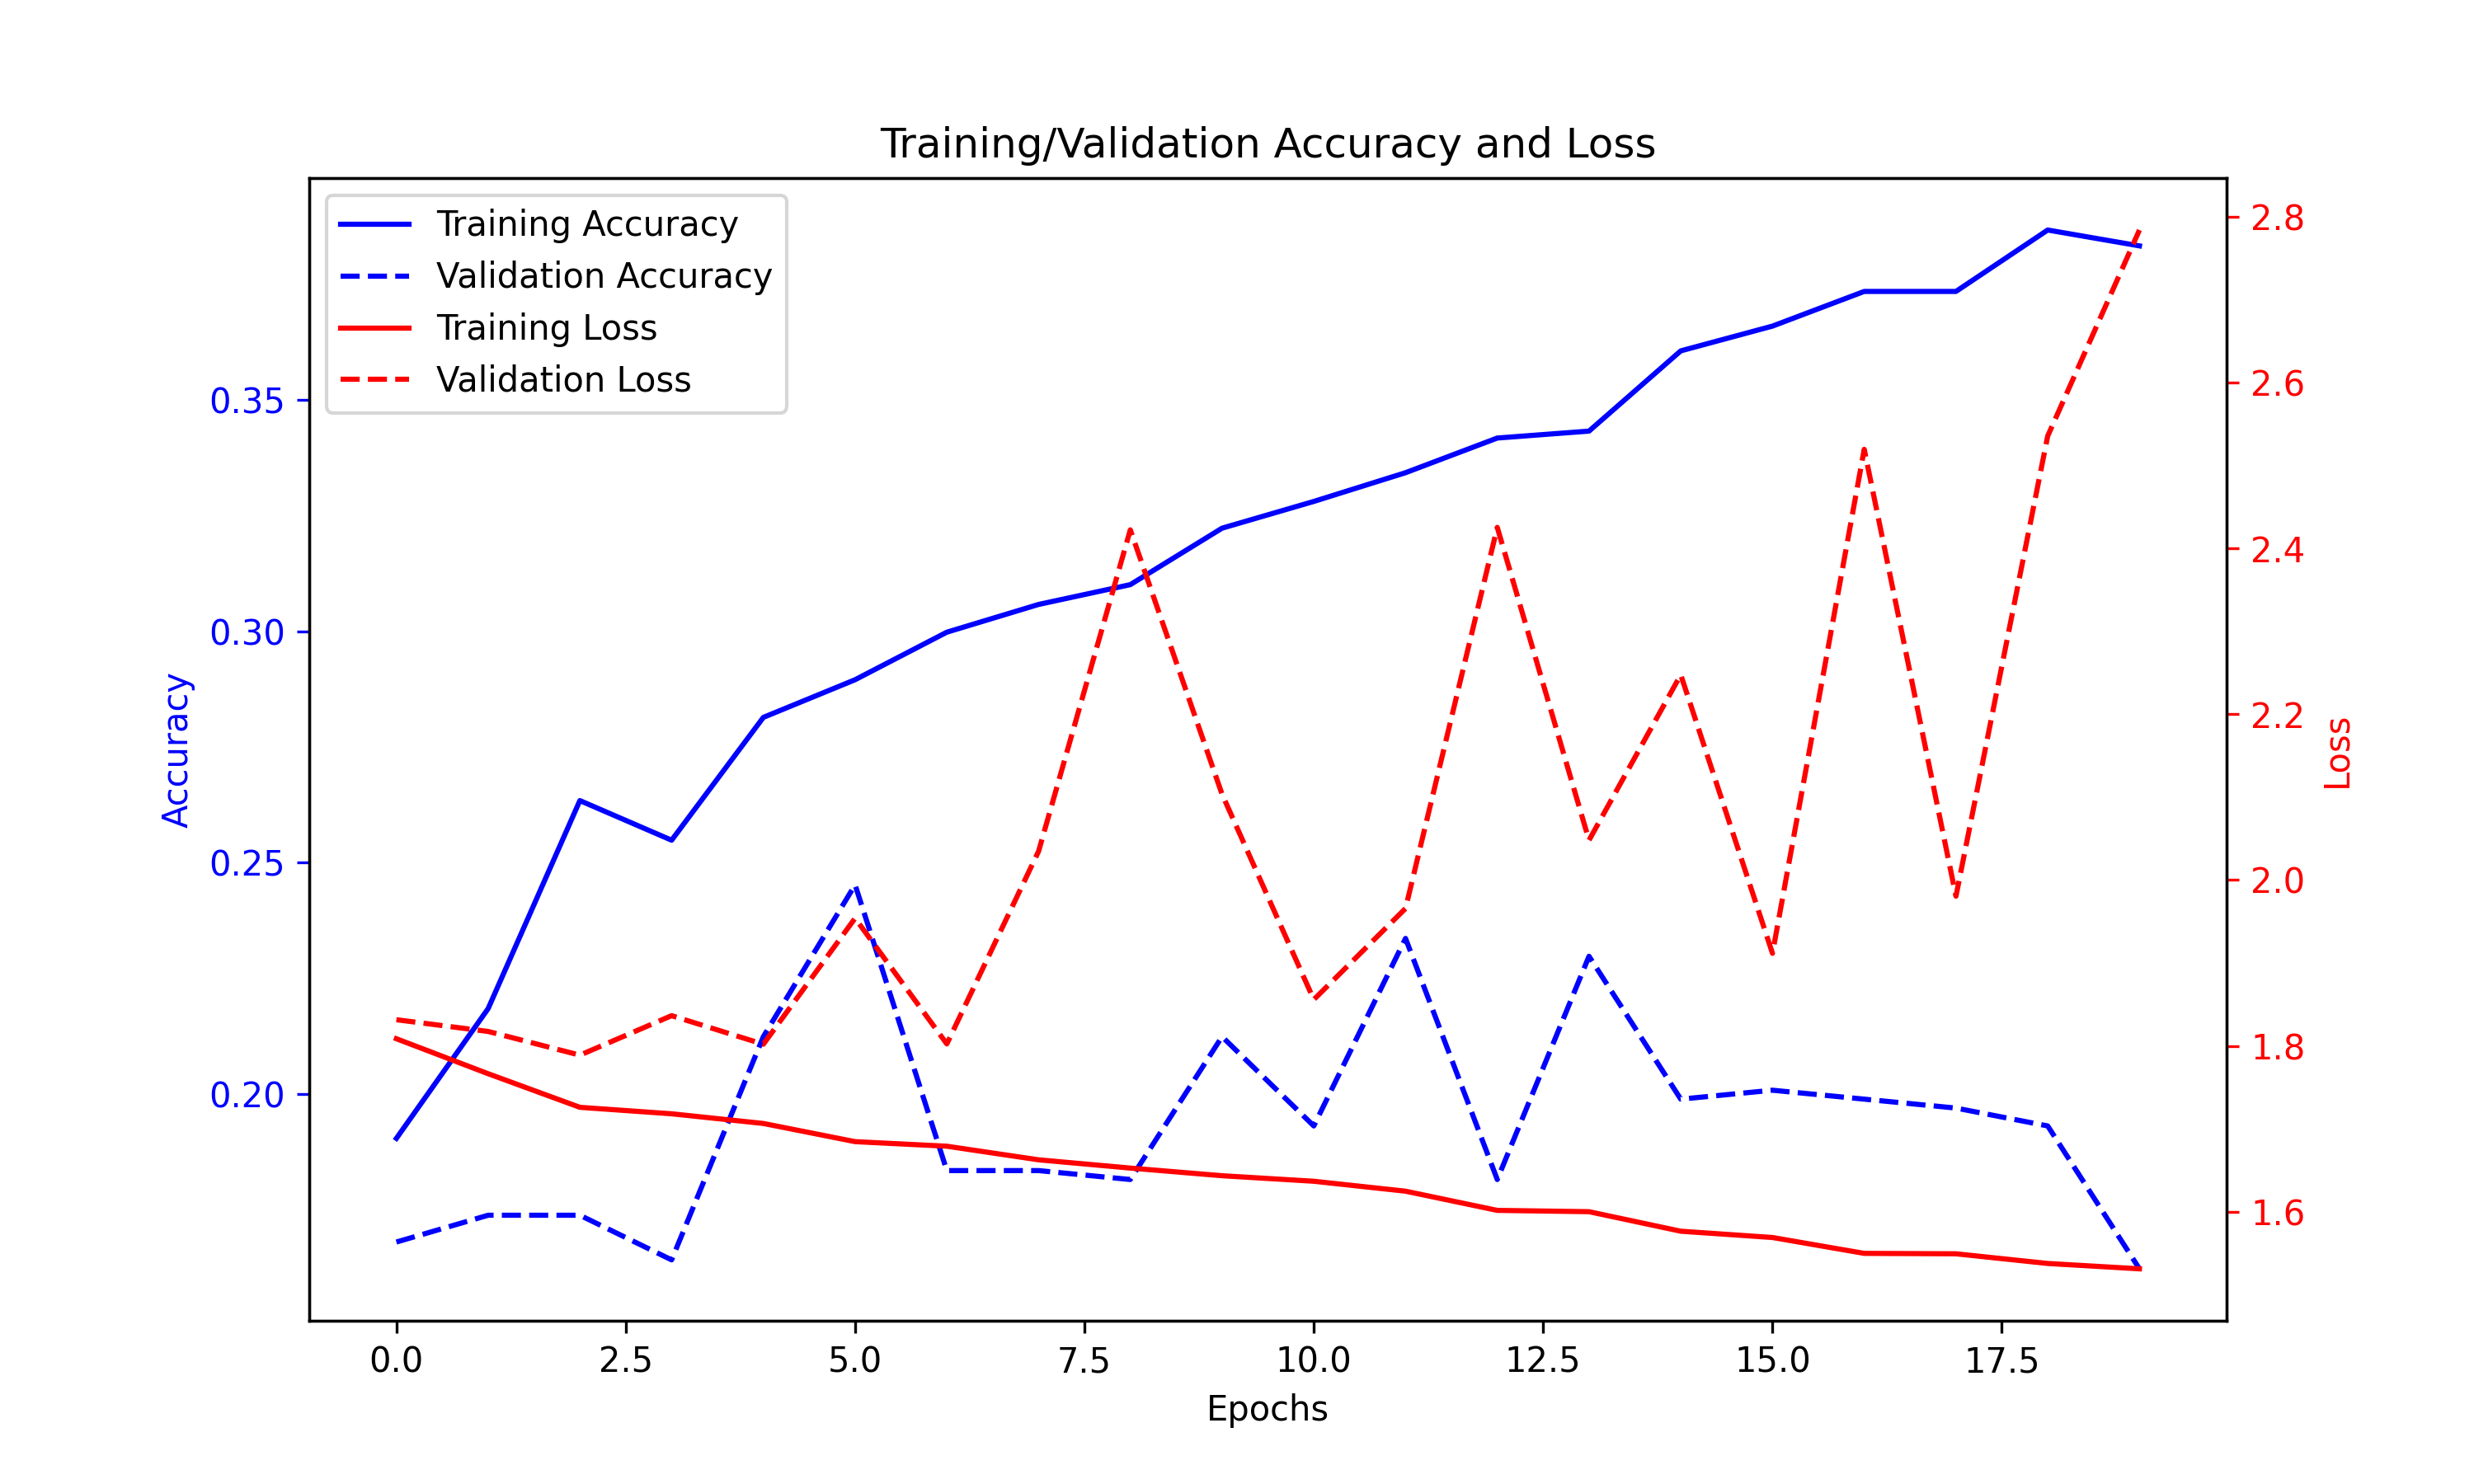 Training/Validation Accuracy and Loss
Training Accuracy
Validation Accuracy
Training Loss
Validation Loss
0.35
0.30
0.25
0.20
Accuracy
2.8
2.6
2.4
2.2
2.0
1.8
1.6
Loss
0.0 2.5 5.0 7.5 10.0 12.5 15.0 17.5
Epochs